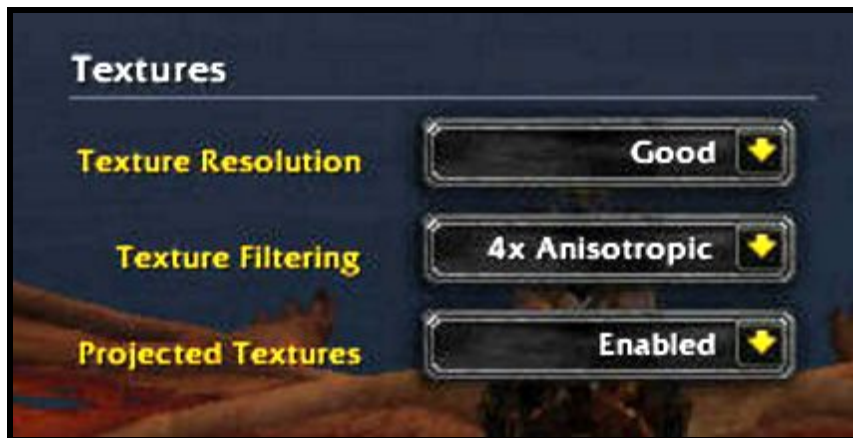 Textures
Texture Resolution Good
Texture Filtering 4x Anisotropic
Projected Textures Enabled